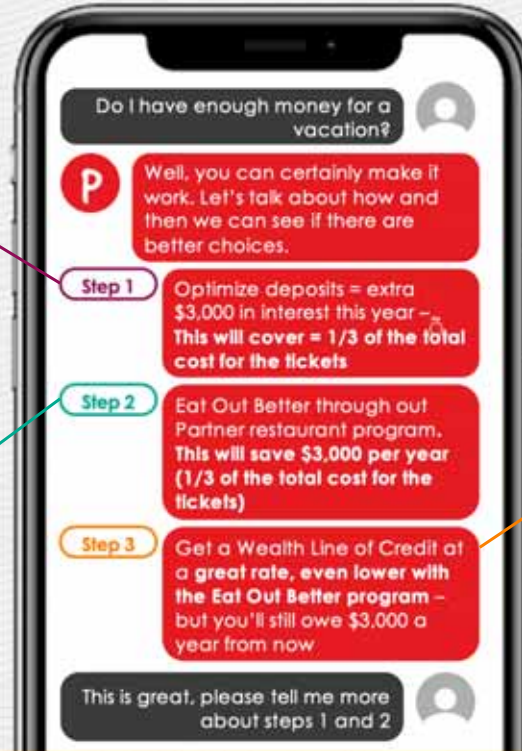 Do I have enough money for a
vacation?
P
Well, you can certainly make it
work. Let's talk about how and
then we can see if there are
better choices.
Step 1
Optimize deposits = extra
$3,000 in interest this year –
This will cover = 1/3 of the total
cost for the tickets
Step 2
Eat Out Better through out
Partner restaurant program.
This will save $3,000 per year
(1/3 of the total cost for the
tickets)
Step 3
Get a Wealth Line of Credit at
a great rate, even lower with
the Eat Out Better program –
but you'll still owe $3,000 a
year from now
This is great, please tell me more
about steps 1 and 2